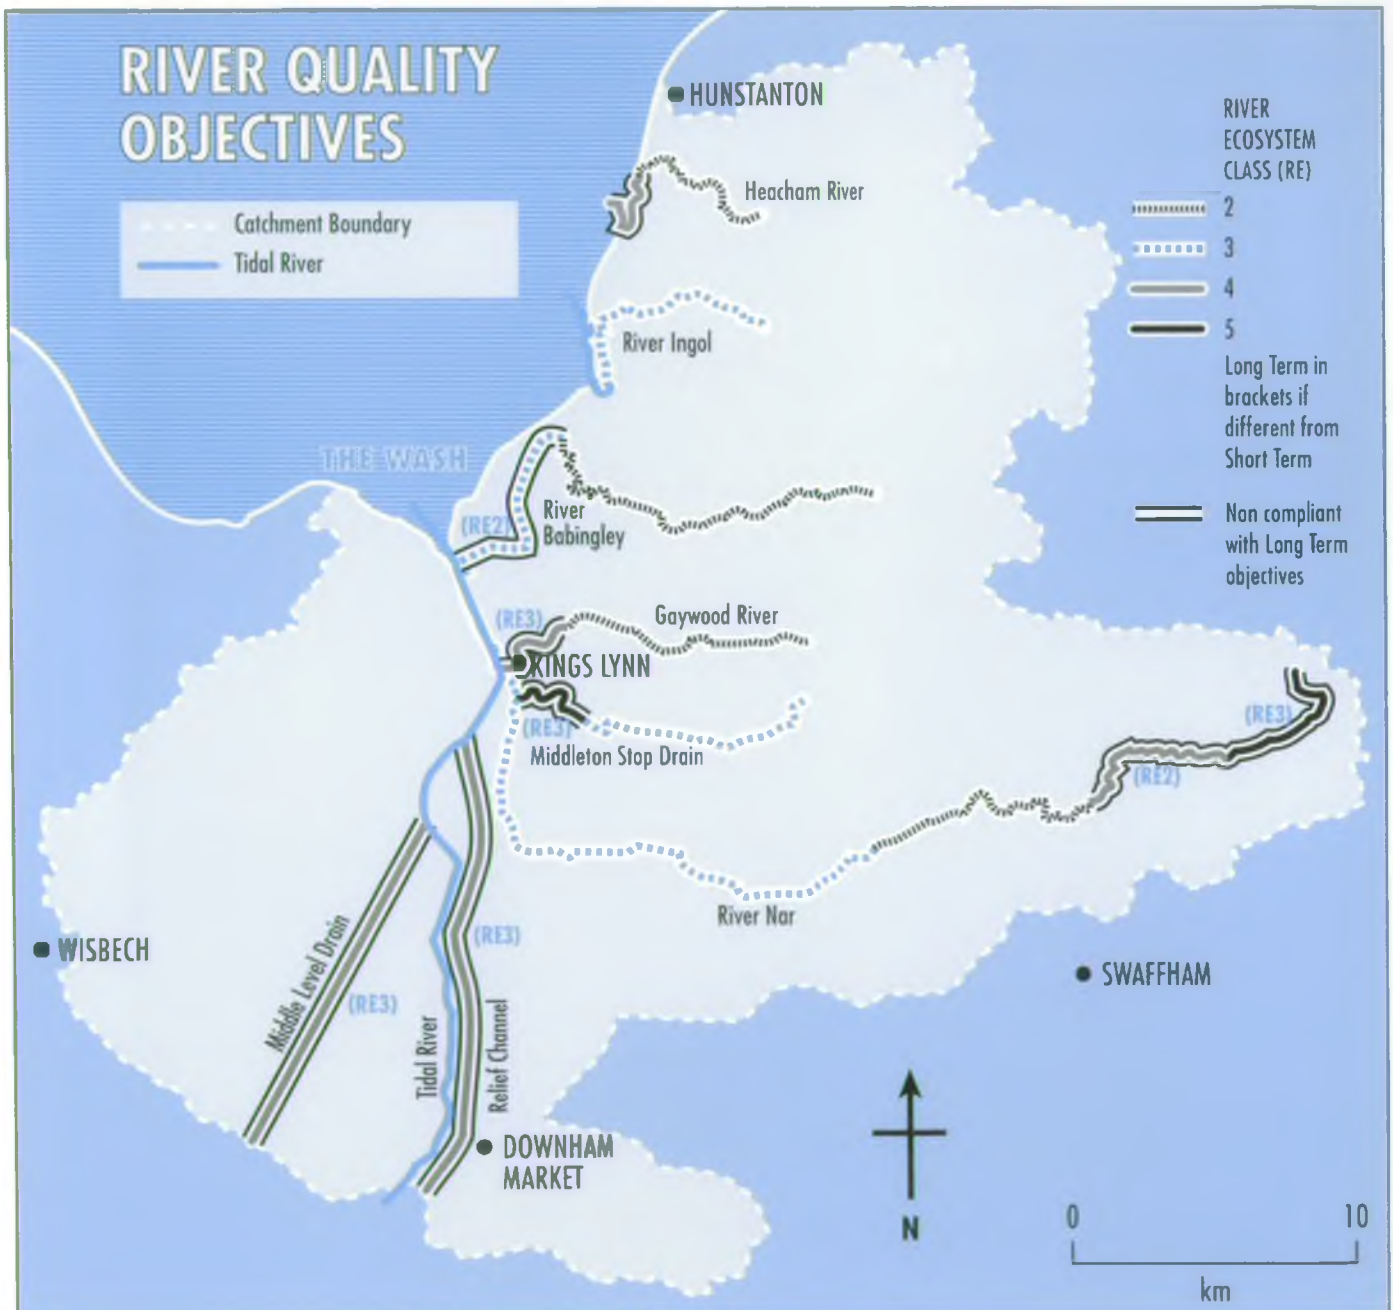 RIVER QUALITY
OBJECTIVES
Catchment Boundary
Tidal River
HUNSTANTON
Heacham River
River Ingol
THE WASH
(RE2)
River
Babingley
(RE3)
Gaywood River
KINGS LYNN
(RE3)
Middleton Stop Drain
(RE3)
(RE2)
River Nar
WISBECH
Middle Level Drain
(RE3)
(RE3)
Tidal River
Relief Channel
SWAFFHAM
DOWNHAM
MARKET
RIVER
ECOSYSTEM
CLASS (RE)
2
3
4
5
Long Term in
brackets if
different from
Short Term
Non compliant
with Long Term
objectives
N
0 10
km